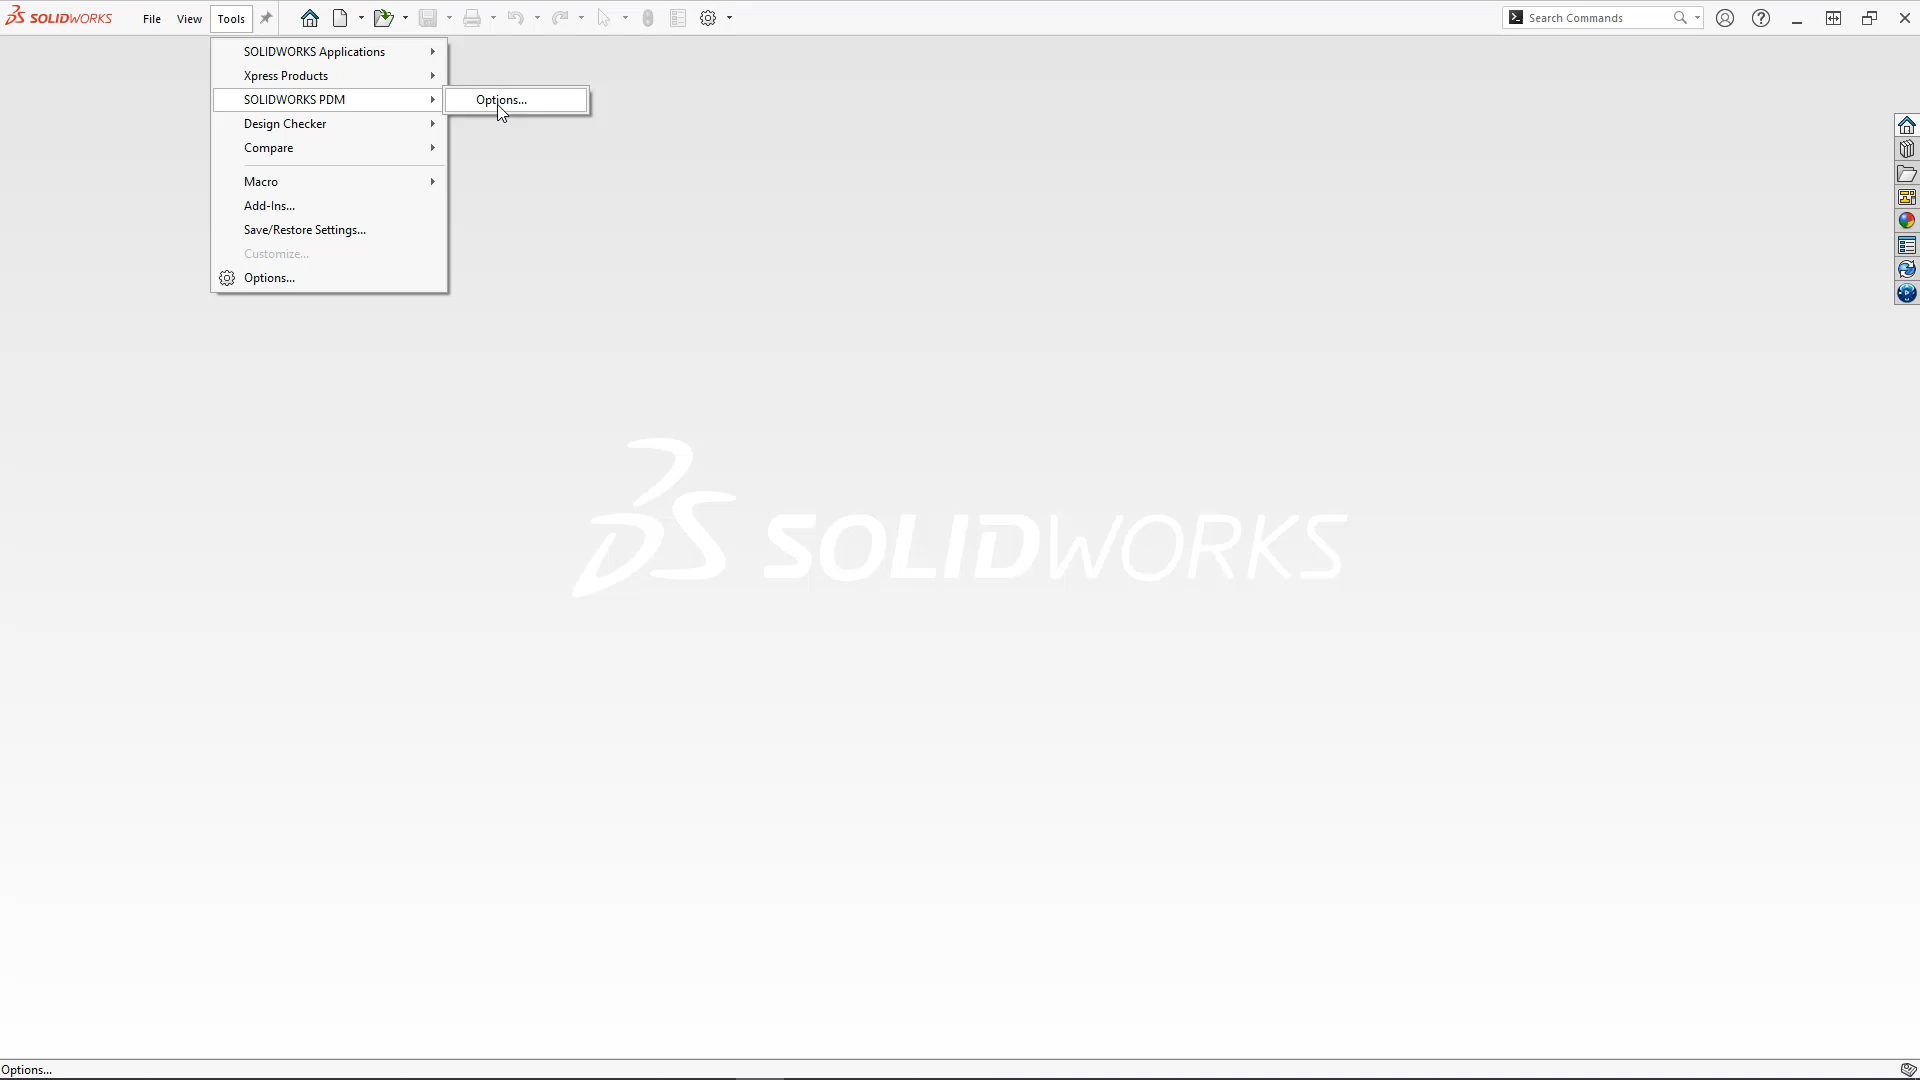 SOLIDWORKS File View Tools Search Commands
SOLIDWORKS Applications
Xpress Products
SOLIDWORKS PDM Options...
Design Checker
Compare
Macro
Add-Ins...
Save/Restore Settings...
Customize...
Options...
SOLIDWORKS
Options...